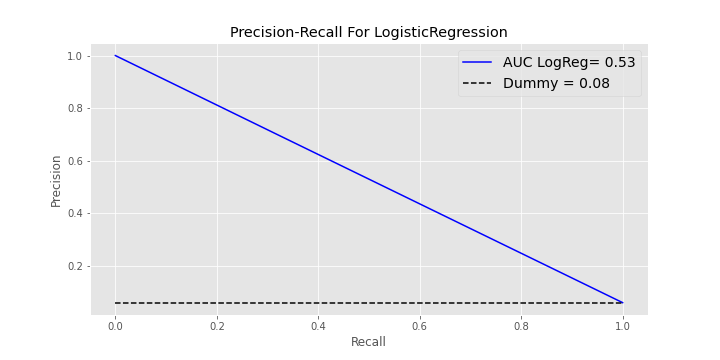 Precision-Recall For LogisticRegression
AUC LogReg= 0.53
Dummy = 0.08
1.0
0.8
0.6
0.4
0.2
Precision
0.0 0.2 0.4 0.6 0.8 1.0
Recall